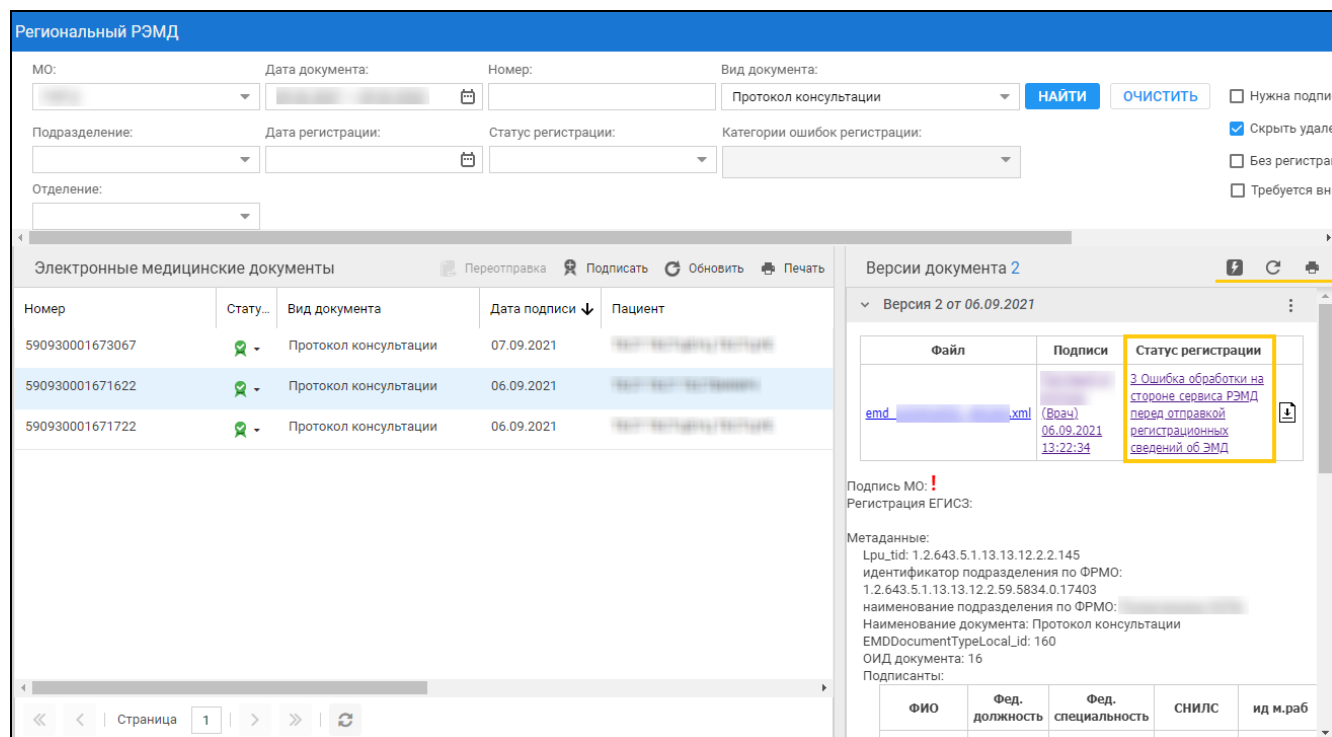 Региональный РЭМД
МО: Дата документа: Номер: Вид документа:
Протокол консультации НАЙТИ ОЧИСТИТЬ Нужна подпи
Подразделение: Дата регистрации: Статус регистрации: Категории ошибок регистрации: Скрыть удале
Без регистра
Отделение: Требуется вн
Электронные медицинские документы Переотправка Подписать Обновить Печать
Номер Стату... Вид документа Дата подписи Пациент
590930001673067 Протокол консультации 07.09.2021
590930001671622 Протокол консультации 06.09.2021
590930001671722 Протокол консультации 06.09.2021
Страница 1
Версии документа 2
Версия 2 от 06.09.2021
Файл Подписи Статус регистрации
emd_ .xml
(Врач)
06.09.2021
13:22:34
3 Ошибка обработки на
стороне сервиса РЭМД
перед отправкой
регистрационных
сведений об ЭМД
Подпись МО: !
Регистрация ЕГИСЗ:
Метаданные:
Lpu_tid: 1.2.643.5.1.13.13.12.2.2.145
идентификатор подразделения по ФРМО:
1.2.643.5.1.13.13.12.2.59.5834.0.17403
наименование подразделения по ФРМО:
Наименование документа: Протокол консультации
EMDDocumentTypeLocal_id: 160
ОИД документа: 16
Подписанты:
ФИО Фед. должность Фед. специальность СНИЛС ид м.раб